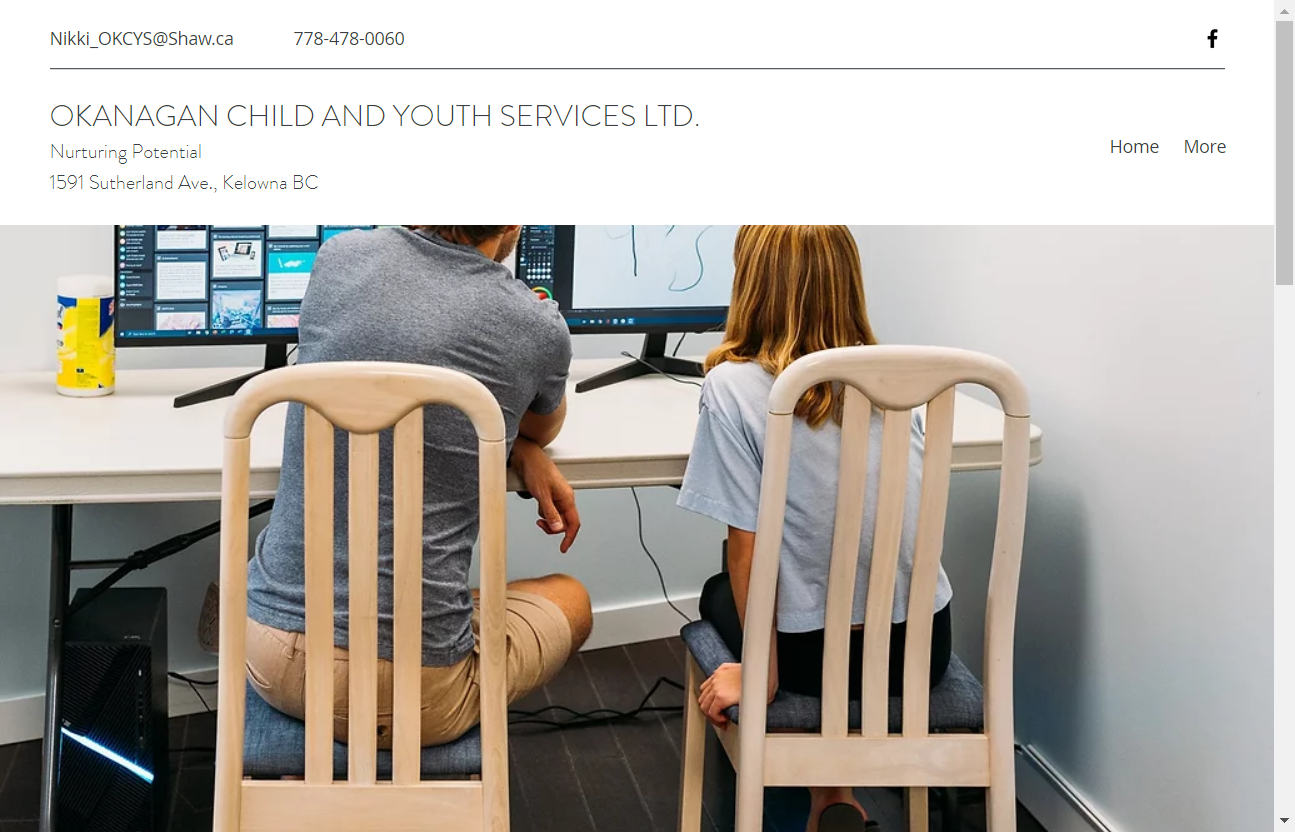 Nikki_OKCYS@Shaw.ca 778-478-0060
OKANAGAN CHILD AND YOUTH SERVICES LTD.
Nurturing Potential
1591 Sutherland Ave., Kelowna BC
Home More